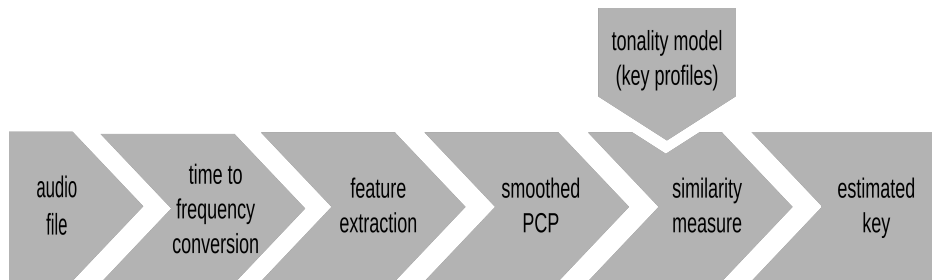 tonality model
(key profiles)
audio
file
time to
frequency
conversion
feature
extraction
smoothed
PCP
similarity
measure
estimated
key